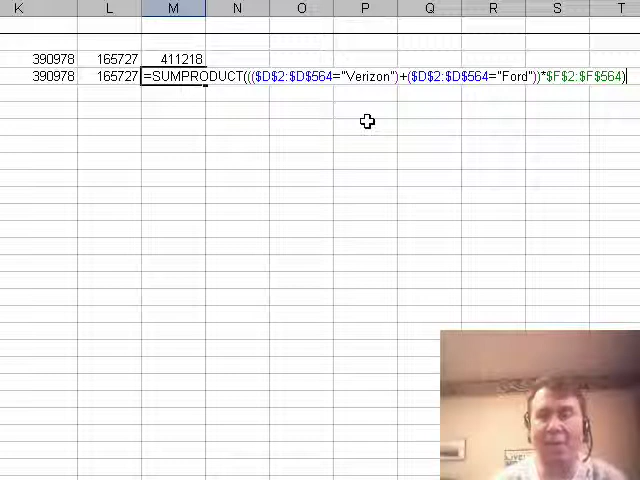 K L M N O P Q R S T
390978 165727 411218
390978 165727 =SUMPRODUCT((($D$2:$D$564="Verizon")+($D$2:$D$564="Ford"))*$F$2:$F$564)